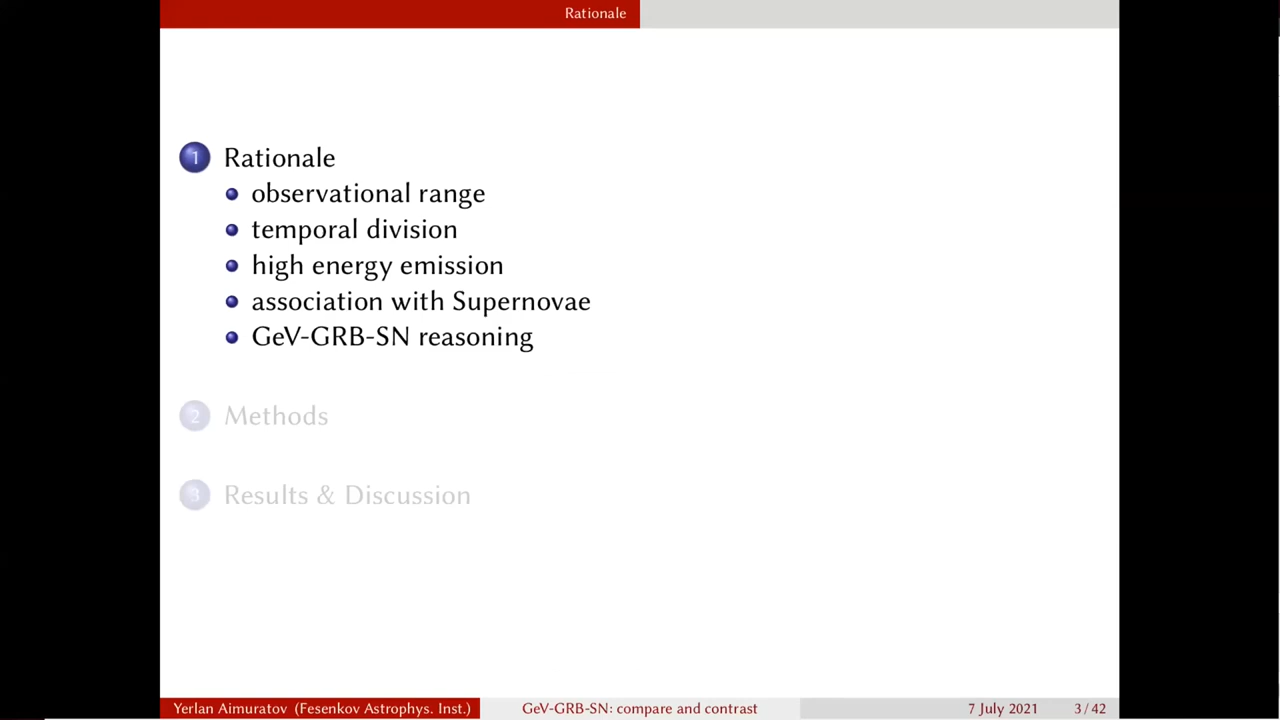 Rationale
1 Rationale
observational range
temporal division
high energy emission
association with Supernovae
GeV-GRB-SN reasoning
2 Methods
3 Results & Discussion
Yerlan Aimuratov (Fesenkov Astrophys. Inst.) GeV-GRB-SN: compare and contrast 7 July 2021 3 / 42